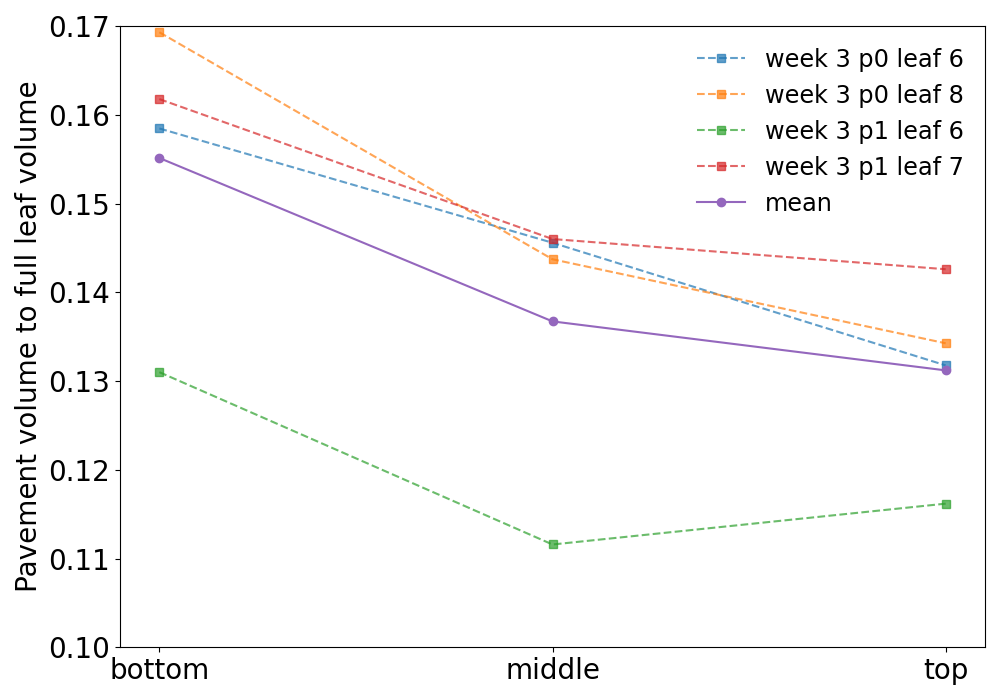 Pavement volume to full leaf volume
0.17
0.16
0.15
0.14
0.13
0.12
0.11
0.10
bottom
middle
top
week 3 p0 leaf 6
week 3 p0 leaf 8
week 3 p1 leaf 6
week 3 p1 leaf 7
mean